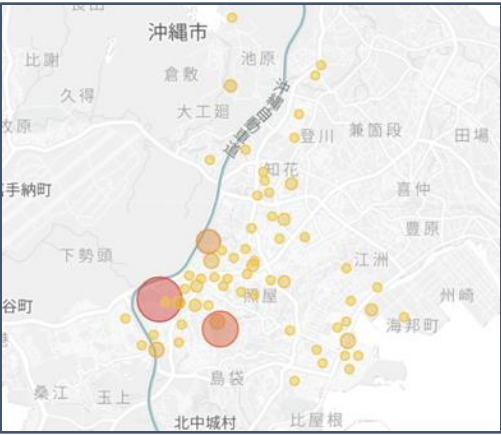 沖縄市
池原
比謝
倉敷
久得
大工廻
沖縄自動車道
登川
兼箇段
田場
知花
手納町
喜仲
豊原
下勢頭
江洲
谷町
照屋
州崎
海邦町
島袋
桑江
玉上
北中城村
比屋根